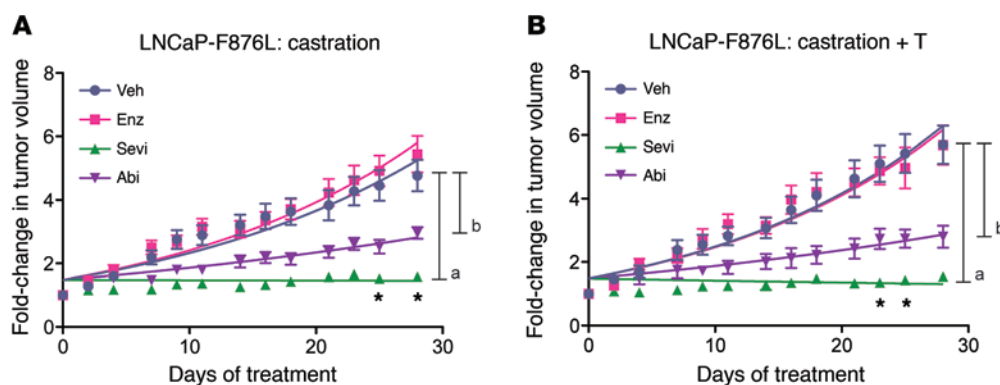 A
LNCaP-F876L: castration
Fold-change in tumor volume
8
6
4
2
0
Veh
Enz
Sevi
Abi
b
a
* *
0 10 20 30
Days of treatment
B
LNCaP-F876L: castration + T
Fold-change in tumor volume
8
6
4
2
0
Veh
Enz
Sevi
Abi
b
a
* *
0 10 20 30
Days of treatment